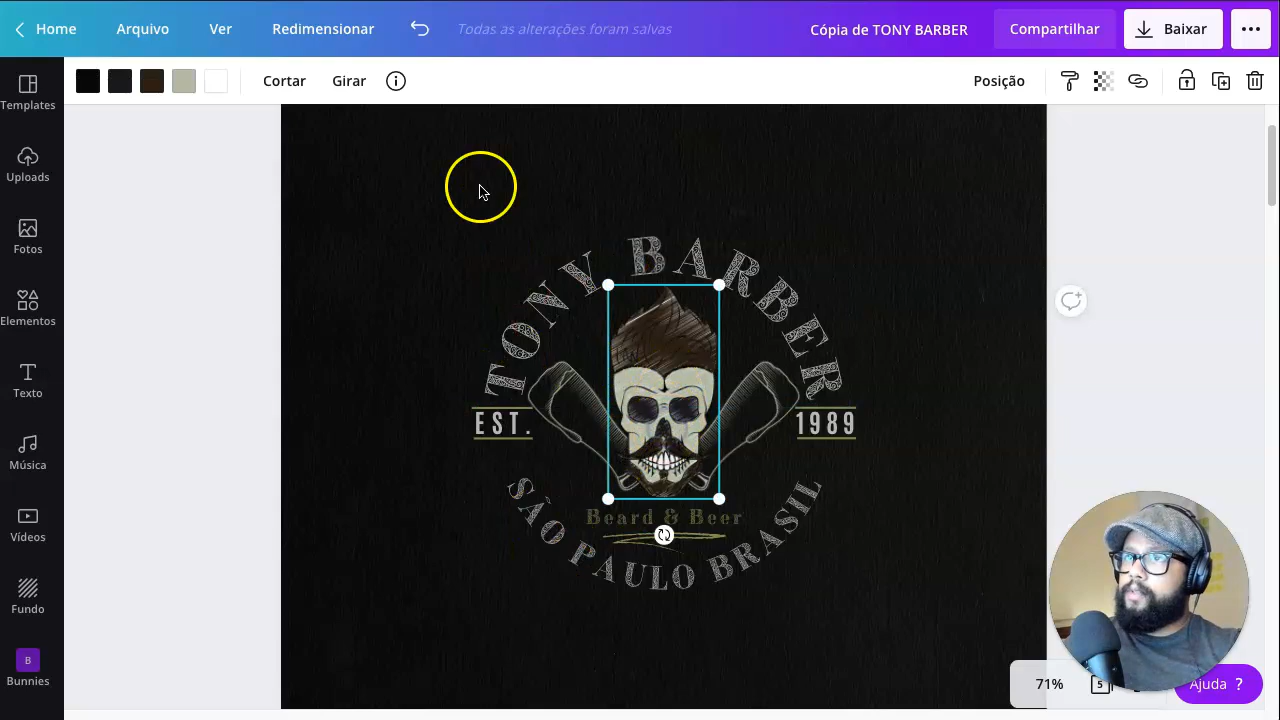 Home
Arquivo
Ver
Redimensionar
Todas as alterações foram salvas
Cópia de TONY BARBER
Compartilhar
Baixar
Cortar
Girar
Posição
Templates
Uploads
Fotos
Elementos
Texto
Música
Vídeos
Fundo
B
Bunnies
TONY BARBER
EST.
1989
Beard & Beer
SÃO PAULO BRASIL
71%
5
Ajuda ?